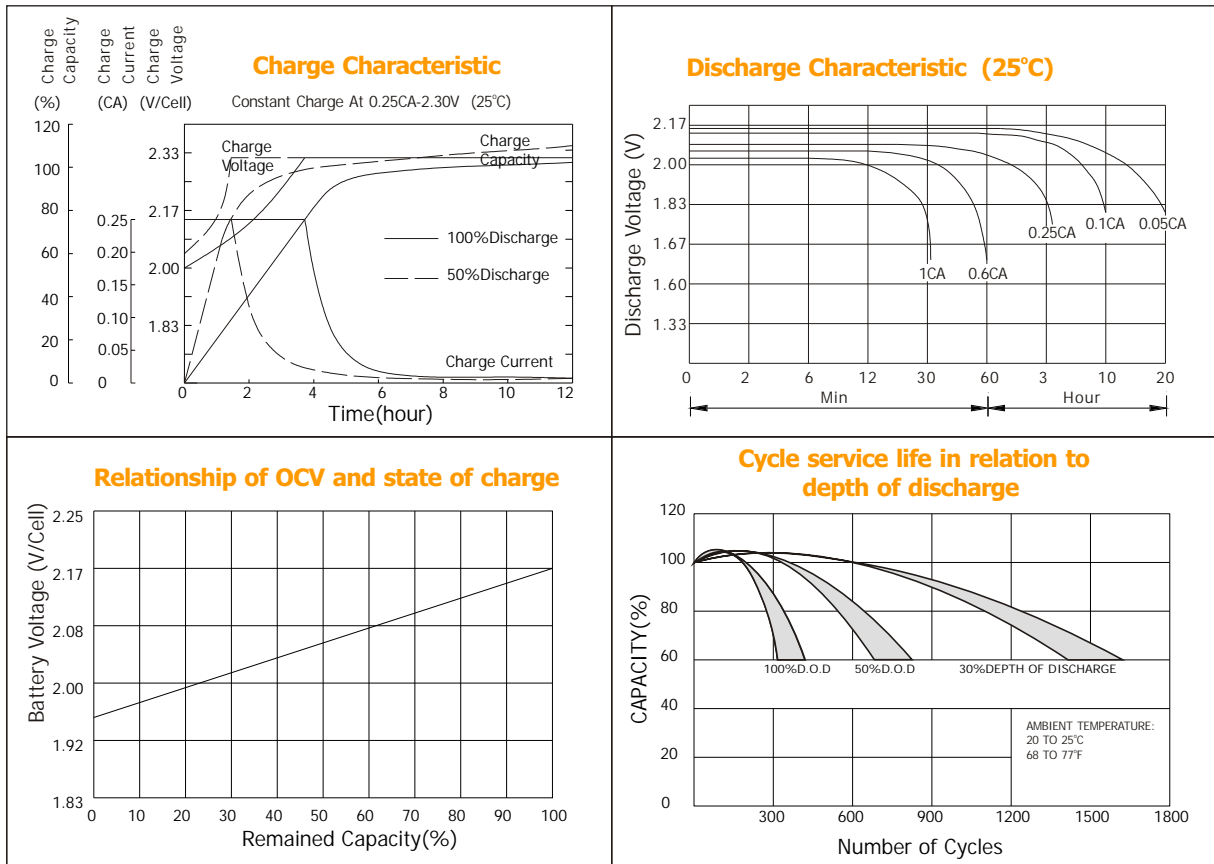 Charge Characteristic
Charge Capacity
Charge Current
Charge Voltage
(%) (CA) (V/Cell)
Constant Charge At 0.25CA-2.30V (25°C)
120
100
80
60
40
20
0
0.25
0.20
0.15
0.10
0.05
0
2.33
2.17
2.00
1.83
Charge Voltage
Charge Capacity
100%Discharge
50%Discharge
Charge Current
0 2 4 6 8 10 12
Time(hour)
Discharge Characteristic (25°C)
Discharge Voltage (V)
2.17
2.00
1.83
1.67
1.60
1.33
1CA
0.6CA
0.25CA
0.1CA
0.05CA
0 2 6 12 30 60 3 10 20
Min Hour
Relationship of OCV and state of charge
Battery Voltage (V/Cell)
2.25
2.17
2.08
2.00
1.92
1.83
0 10 20 30 40 50 60 70 80 90 100
Remained Capacity(%)
Cycle service life in relation to
depth of discharge
CAPACITY(%)
120
100
80
60
40
20
0
100%D.O.D
50%D.O.D
30%DEPTH OF DISCHARGE
AMBIENT TEMPERATURE:
20 TO 25°C
68 TO 77°F
300 600 900 1200 1500 1800
Number of Cycles